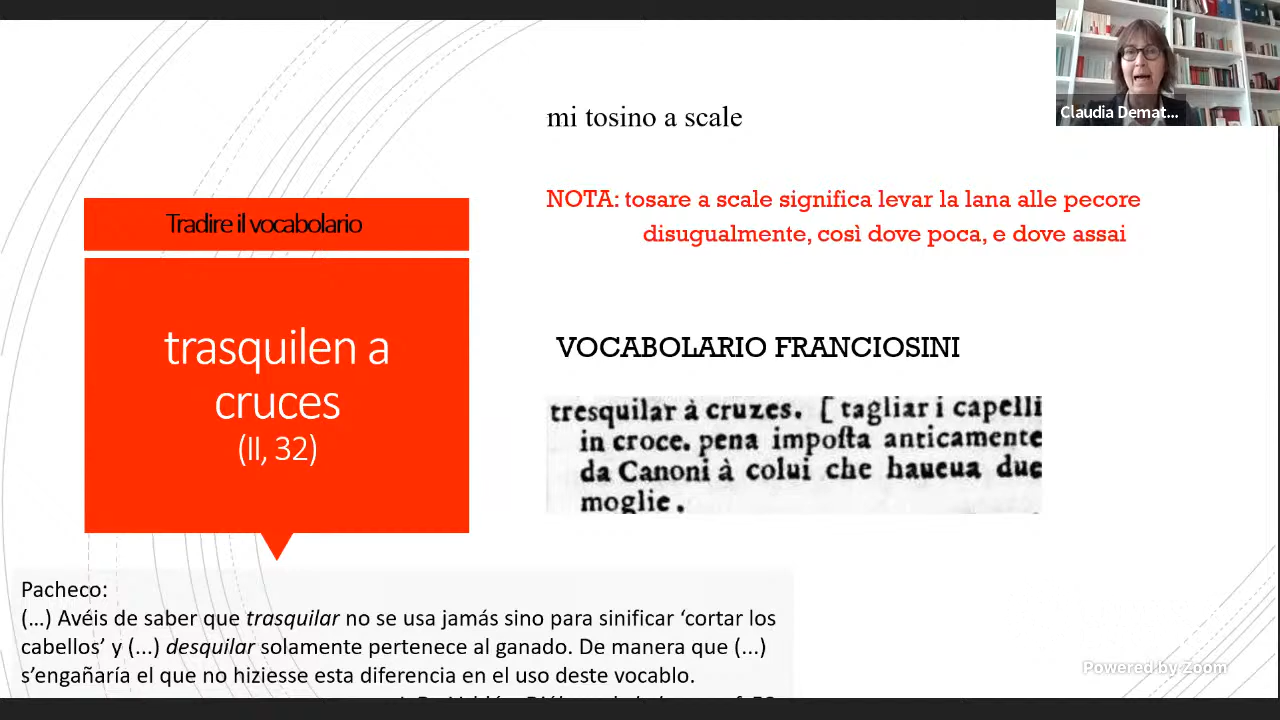 mi tosino a scale
Claudia Demat...
NOTA: tosare a scale significa levar la lana alle pecore
disugualmente, così dove poca, e dove assai
Tradire il vocabolario
trasquilen a
cruces
(II, 32)
VOCABOLARIO FRANCIOSINI
tresquilar à cruzes. [ tagliar i capelli
in croce. pena impoſta anticamente
da Canoni à colui che haueua due
moglie.
Pacheco:
(...) Avéis de saber que trasquilar no se usa jamás sino para sinificar ‘cortar los
cabellos’ y (...) desquilar solamente pertenece al ganado. De manera que (...)
s’engañaría el que no hiziesse esta diferencia en el uso deste vocablo.
Powered by Zoom